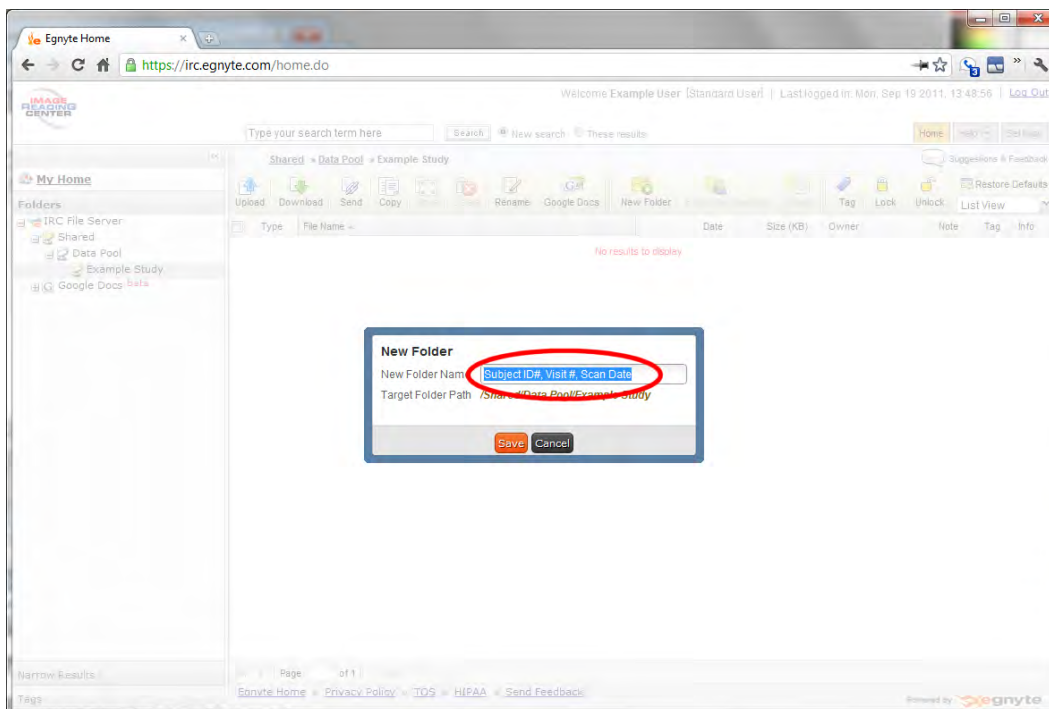 Egnyte Home
https://irc.egnyte.com/home.do
3
IMAGE
READING
CENTER
Welcome Example User [Standard User] | Last logged in: Mon, Sep 19 2011, 13:48:56 | Log Out
Type your search term here Search New search These results Home Help
Shared » Data Pool » Example Study Suggestions & Feedback
My Home
Upload Download Send Copy Rename Google Docs New Folder Tag Lock Unlock Restore Defaults
List View
Folders
Type File Name Date Size (KB) Owner Note Tag Info
IRC File Server
Shared
Data Pool
Example Study
Google Docs beta
No results to display
New Folder
New Folder Nam Subject ID#, Visit #, Scan Date
Target Folder Path /Shared/Data Pool/Example Study
Save Cancel
Narrow Results
Page of 1
Tags
Egnyte Home Privacy Policy TOS HIPAA Send Feedback
Powered by egnyte